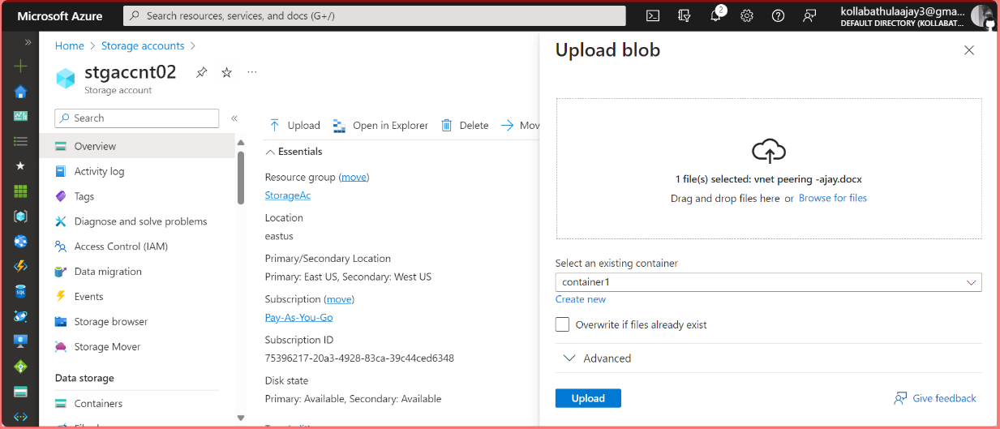 Microsoft Azure
Search resources, services, and docs (G+/)
2
kollabathulaajay3@gma...
DEFAULT DIRECTORY (KOLLABAT...
Home > Storage accounts >
stgaccnt02
Storage account
Search
Overview
Activity log
Tags
Diagnose and solve problems
Access Control (IAM)
Data migration
Events
Storage browser
Storage Mover
Data storage
Containers
Upload
Open in Explorer
Delete
Mov
Essentials
Resource group (move)
StorageAc
Location
eastus
Primary/Secondary Location
Primary: East US, Secondary: West US
Subscription (move)
Pay-As-You-Go
Subscription ID
75396217-20a3-4928-83ca-39c44ced6348
Disk state
Primary: Available, Secondary: Available
Upload blob
1 file(s) selected: vnet peering -ajay.docx
Drag and drop files here or Browse for files
Select an existing container
container1
Create new
Overwrite if files already exist
Advanced
Upload
Give feedback